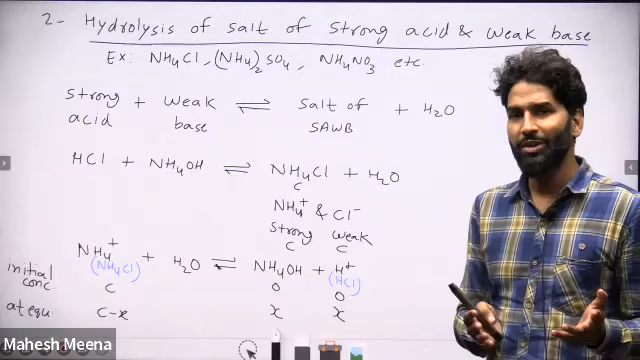 2- Hydrolysis of salt of Strong acid & weak base
Ex: NH4Cl, (NH4)2SO4, NH4NO3 etc.
Strong acid + weak base ⇌ Salt of SAWB + H2O
HCl + NH4OH ⇌ NH4Cl + H2O
C
NH4+ & Cl-
Strong weak
C C
NH4+ + H2O ⇌ NH4OH + H+
(NH4Cl) (HCl)
initial conc C 0 0
at equ. C-x x x
Mahesh Meena